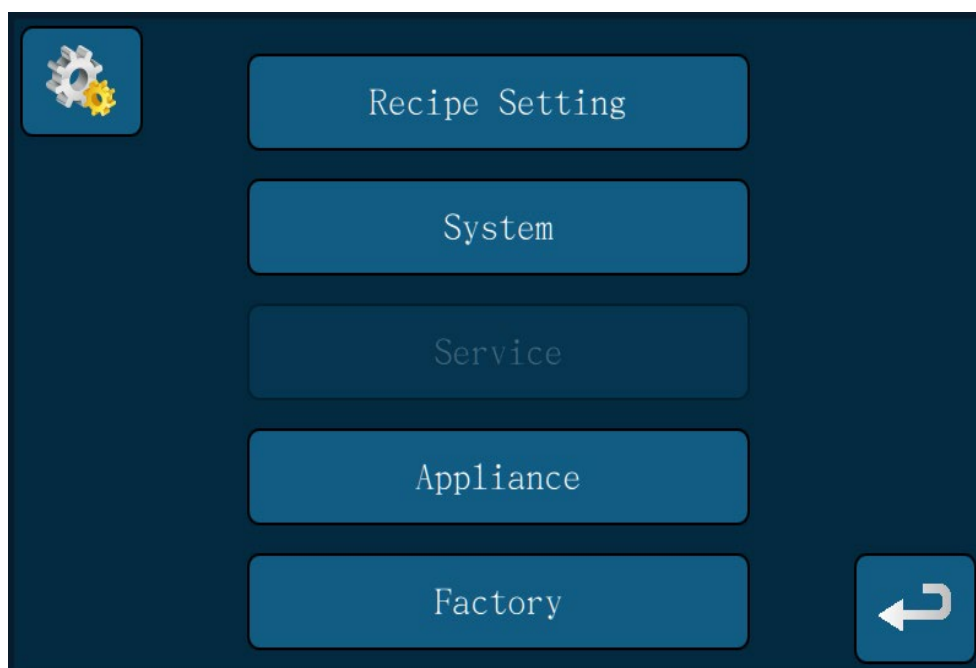 Recipe Setting
System
Service
Appliance
Factory